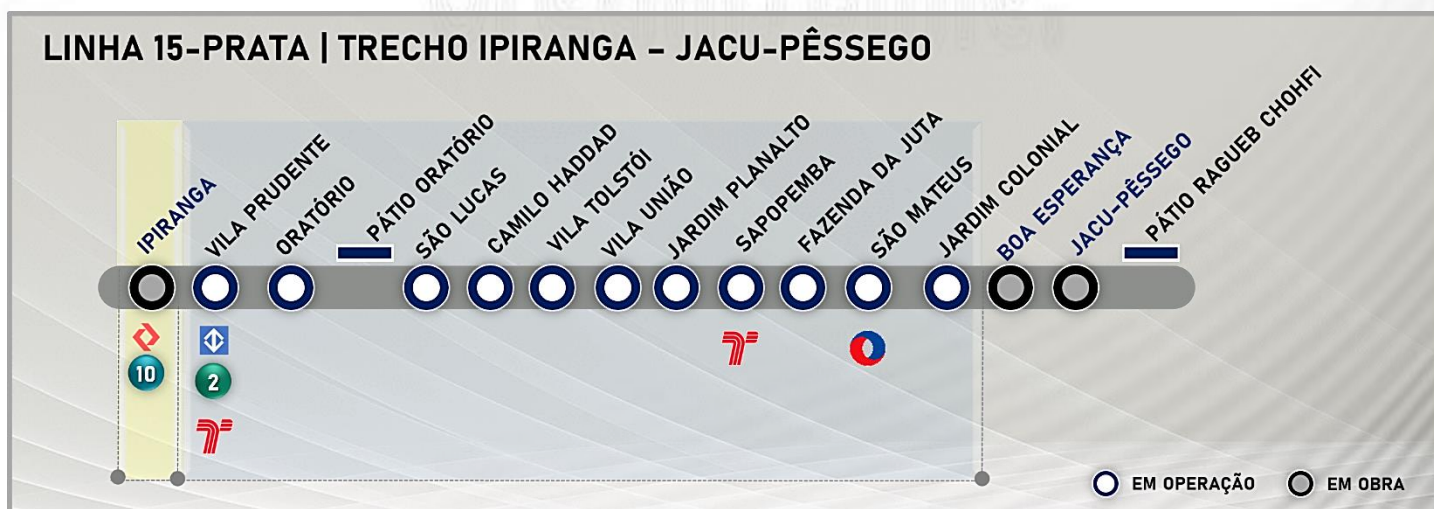 LINHA 15-PRATA | TRECHO IPIRANGA – JACU-PÊSSEGO
IPIRANGA
VILA PRUDENTE
ORATÓRIO
PÁTIO ORATÓRIO
SÃO LUCAS
CAMILO HADDAD
VILA TOLSTÓI
VILA UNIÃO
JARDIM PLANALTO
SAPOPEMBA
FAZENDA DA JUTA
SÃO MATEUS
JARDIM COLONIAL
BOA ESPERANÇA
JACU-PÊSSEGO
PÁTIO RAGUEB CHOHFI
10
2
EM OPERAÇÃO
EM OBRA